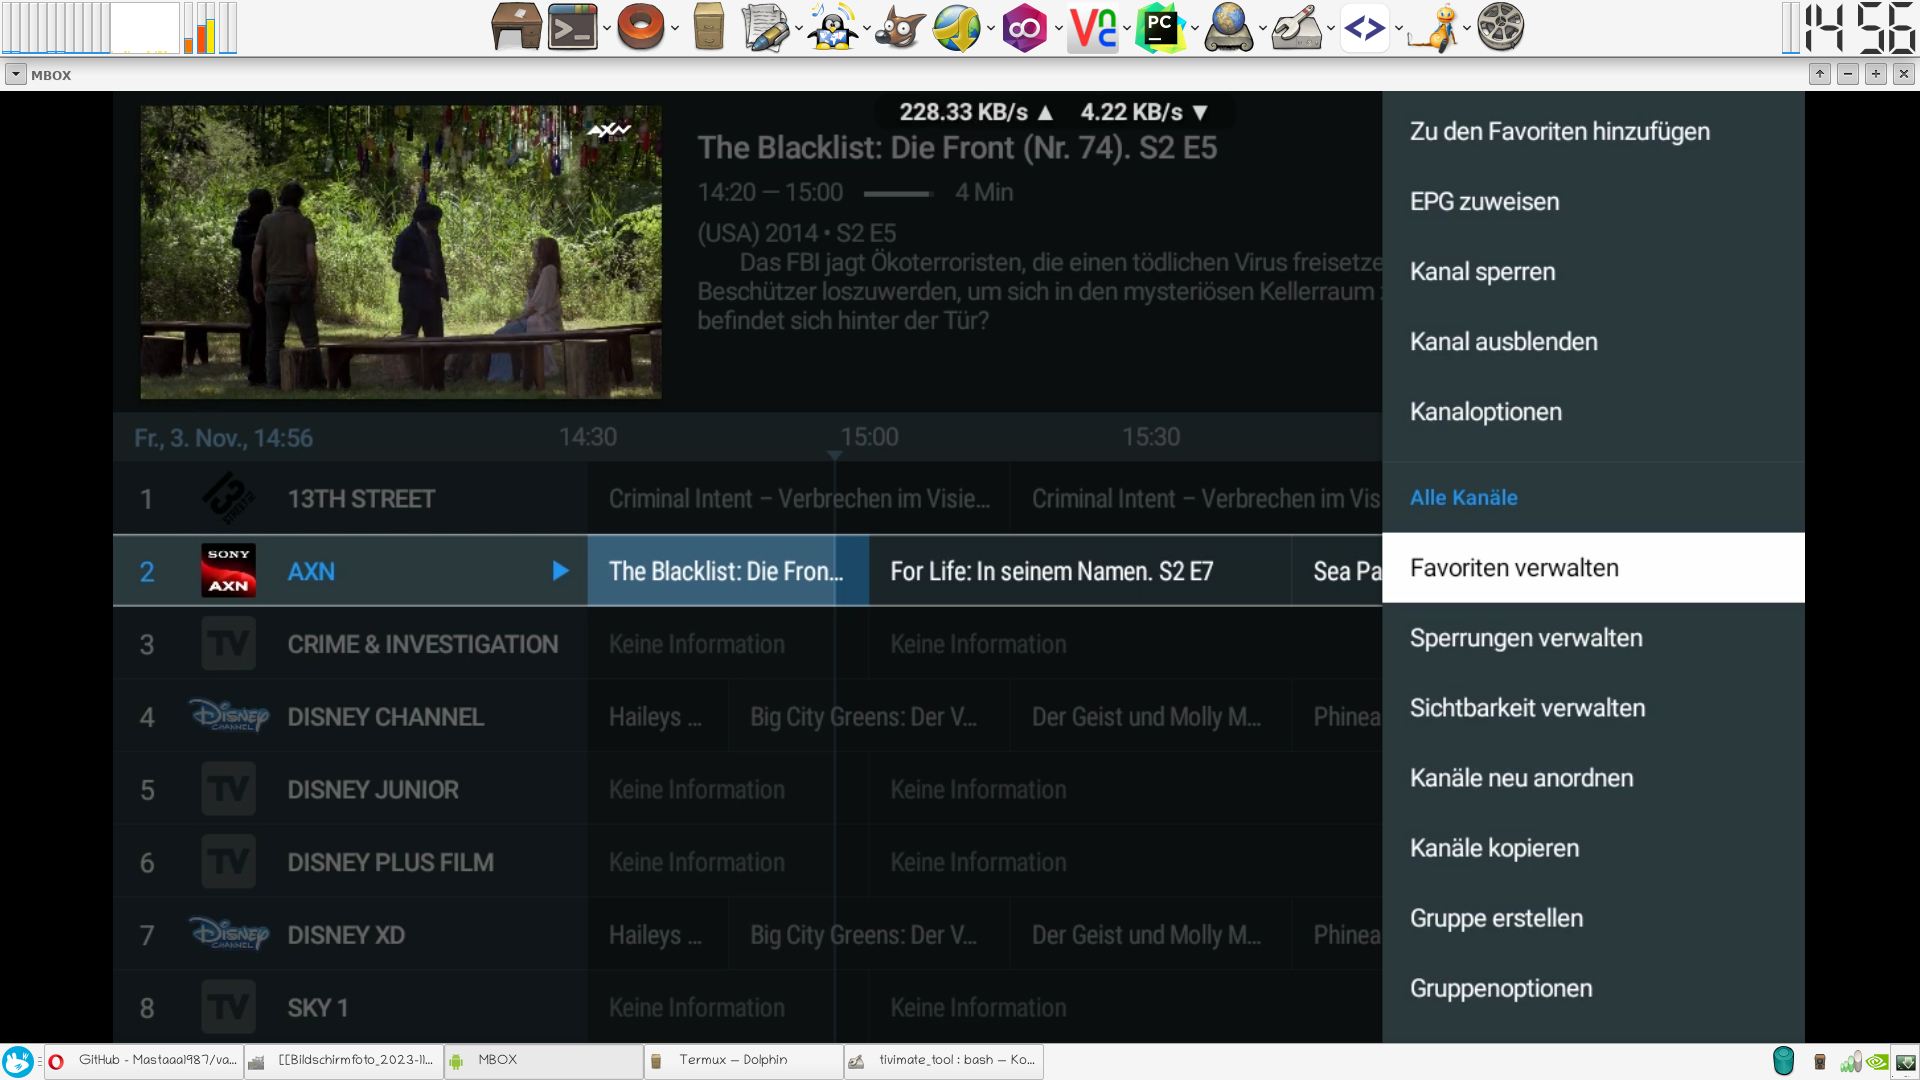 14 56
MBOX
AXN
228.33 KB/s ▲ 4.22 KB/s ▼
The Blacklist: Die Front (Nr. 74). S2 E5
14:20 — 15:00 4 Min
(USA) 2014 • S2 E5
Das FBI jagt Ökoterroristen, die einen tödlichen Virus freisetze
Beschützer loszuwerden, um sich in den mysteriösen Kellerraum
befindet sich hinter der Tür?
Zu den Favoriten hinzufügen
EPG zuweisen
Kanal sperren
Kanal ausblenden
Kanaloptionen
Alle Kanäle
Favoriten verwalten
Sperrungen verwalten
Sichtbarkeit verwalten
Kanäle neu anordnen
Kanäle kopieren
Gruppe erstellen
Gruppenoptionen
Fr., 3. Nov., 14:56 14:30 15:00 15:30
1 13TH STREET Criminal Intent – Verbrechen im Visie... Criminal Intent – Verbrechen im Vis
2 SONY AXN AXN The Blacklist: Die Fron... For Life: In seinem Namen. S2 E7 Sea Pa
3 TV CRIME & INVESTIGATION Keine Information Keine Information
4 Disney CHANNEL DISNEY CHANNEL Haileys ... Big City Greens: Der V... Der Geist und Molly M... Phinea
5 TV DISNEY JUNIOR Keine Information Keine Information
6 TV DISNEY PLUS FILM Keine Information Keine Information
7 Disney CHANNEL DISNEY XD Haileys ... Big City Greens: Der V... Der Geist und Molly M... Phinea
8 TV SKY 1 Keine Information Keine Information
GitHub - Mastaaa1987/va... [[Bildschirmfoto_2023-11... MBOX Termux — Dolphin tivimate_tool : bash — Ko...